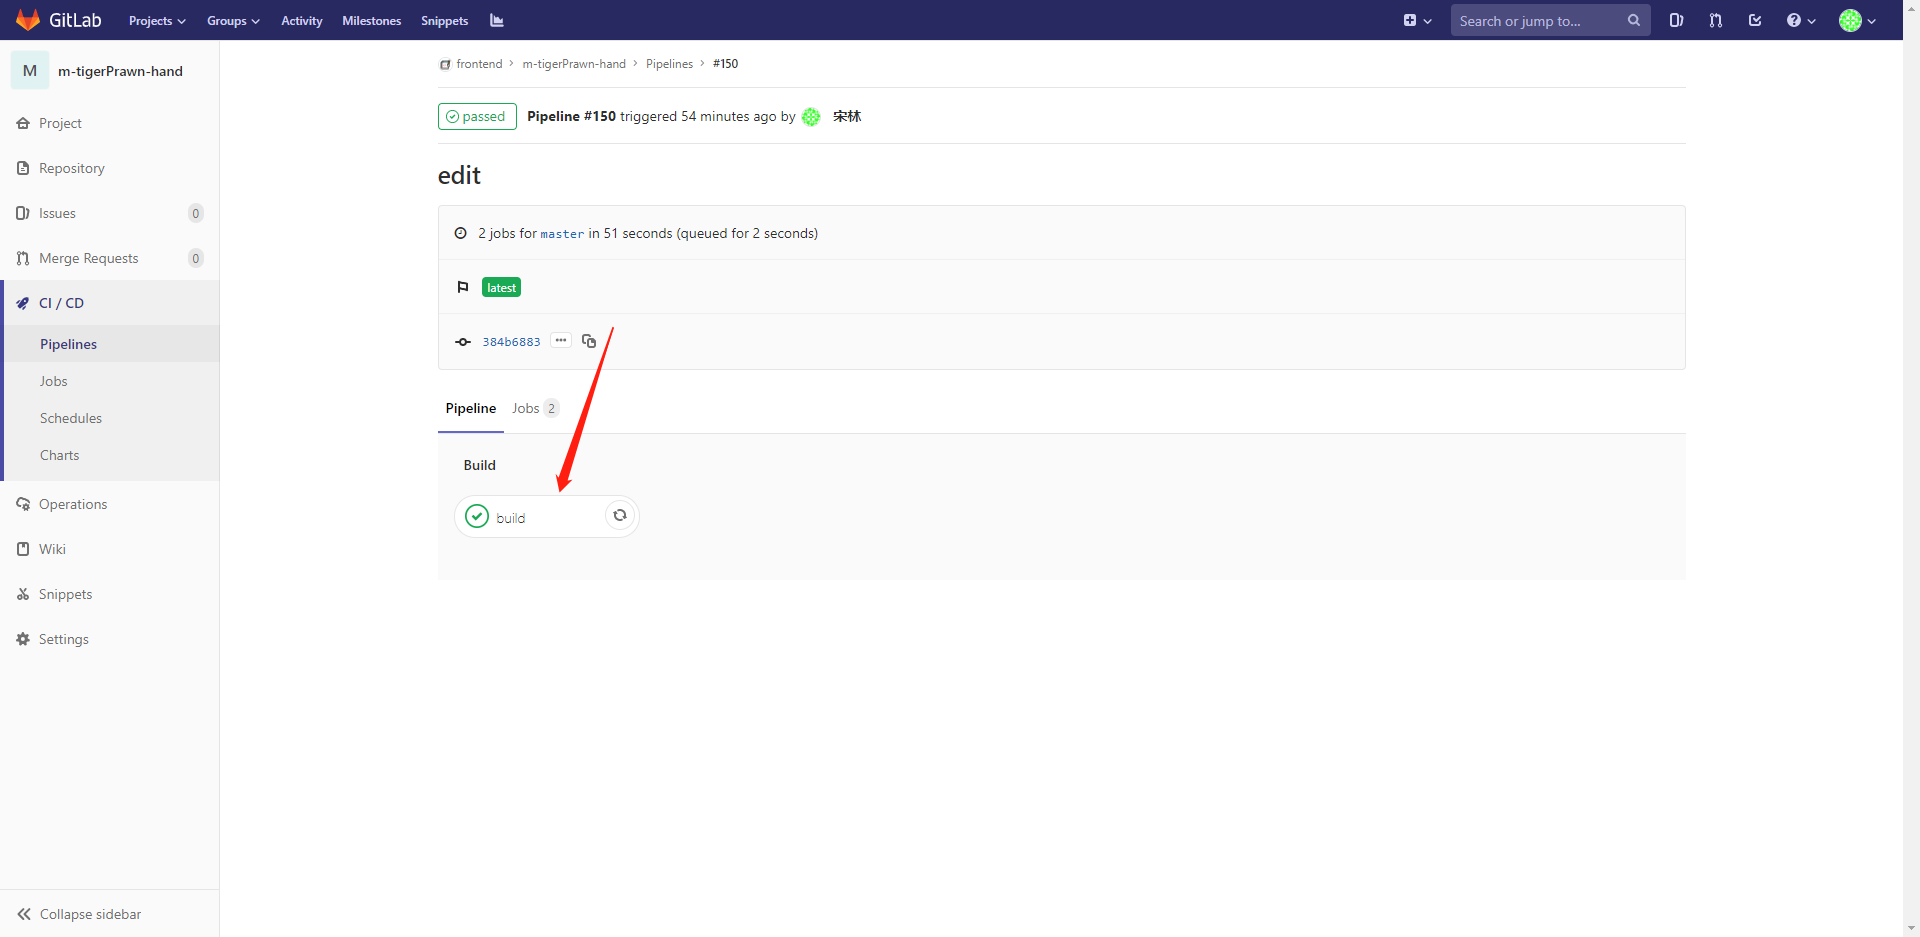 GitLab Projects Groups Activity Milestones Snippets Search or jump to...
M m-tigerPrawn-hand
Project
Repository
Issues 0
Merge Requests 0
CI / CD
Pipelines
Jobs
Schedules
Charts
Operations
Wiki
Snippets
Settings
Collapse sidebar
frontend > m-tigerPrawn-hand > Pipelines > #150
passed Pipeline #150 triggered 54 minutes ago by 宋林
edit
2 jobs for master in 51 seconds (queued for 2 seconds)
latest
384b6883 ...
Pipeline Jobs 2
Build
build